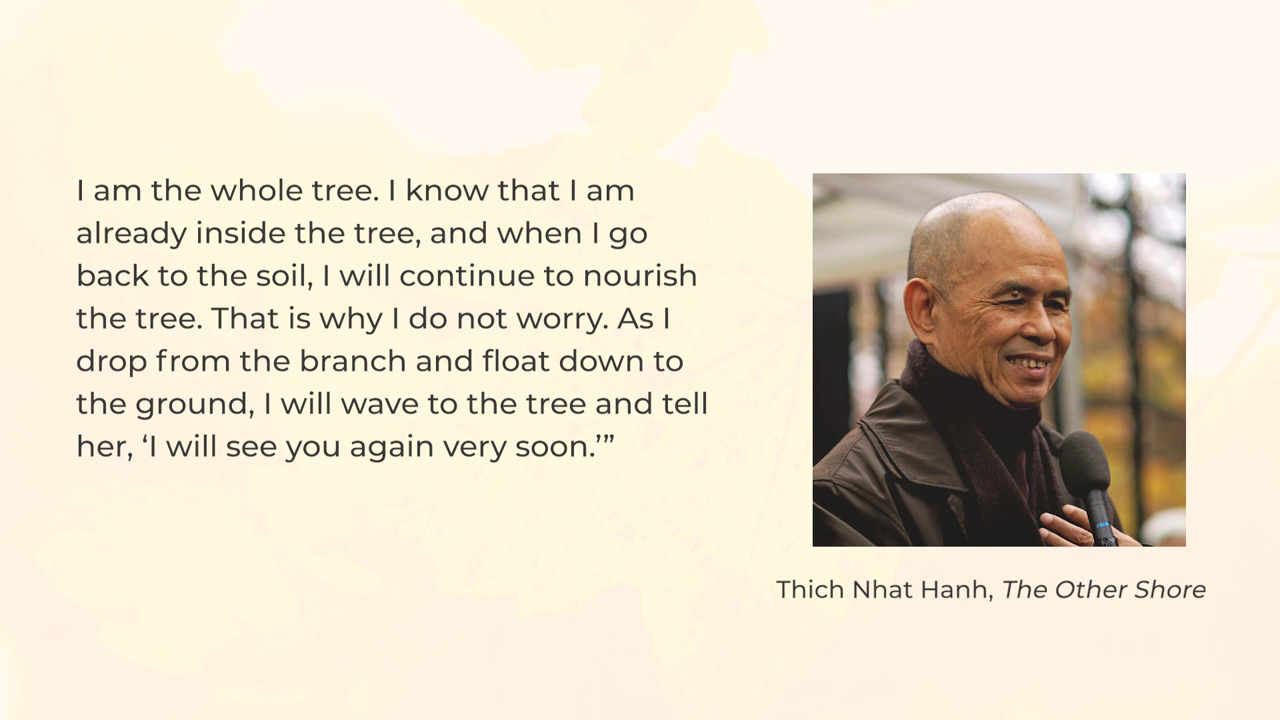 I am the whole tree. I know that I am
already inside the tree, and when I go
back to the soil, I will continue to nourish
the tree. That is why I do not worry. As I
drop from the branch and float down to
the ground, I will wave to the tree and tell
her, ‘I will see you again very soon.’”
Thich Nhat Hanh, The Other Shore